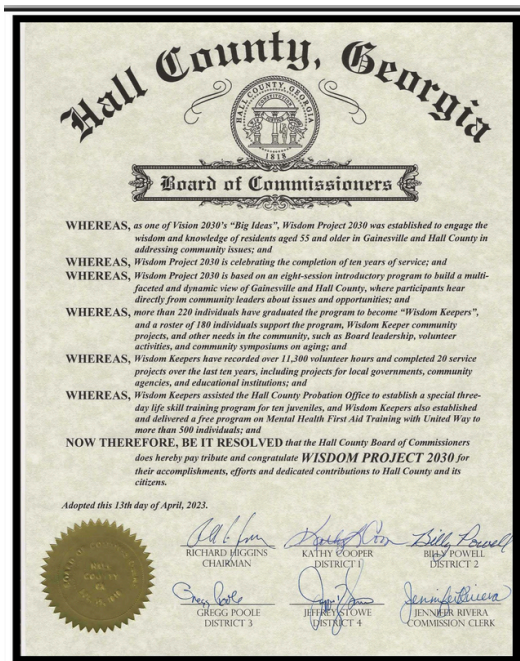 Hall County, Georgia
HALL COUNTY, GEORGIA
CONSTITUTION
1818
Board of Commissioners
WHEREAS, as one of Vision 2030's “Big Ideas”, Wisdom Project 2030 was established to engage the
wisdom and knowledge of residents aged 55 and older in Gainesville and Hall County in
addressing community issues; and
WHEREAS, Wisdom Project 2030 is celebrating the completion of ten years of service; and
WHEREAS, Wisdom Project 2030 is based on an eight-session introductory program to build a multi-
faceted and dynamic view of Gainesville and Hall County, where participants hear
directly from community leaders about issues and opportunities; and
WHEREAS, more than 220 individuals have graduated the program to become “Wisdom Keepers”,
and a roster of 180 individuals support the program, Wisdom Keeper community
projects, and other needs in the community, such as Board leadership, volunteer
activities, and community symposiums on aging; and
WHEREAS, Wisdom Keepers have recorded over 11,300 volunteer hours and completed 20 service
projects over the last ten years, including projects for local governments, community
agencies, and educational institutions; and
WHEREAS, Wisdom Keepers assisted the Hall County Probation Office to establish a special three-
day life skill training program for ten juveniles, and Wisdom Keepers also established
and delivered a free program on Mental Health First Aid Training with United Way to
more than 500 individuals; and
NOW THEREFORE, BE IT RESOLVED that the Hall County Board of Commissioners
does hereby pay tribute and congratulate WISDOM PROJECT 2030 for
their accomplishments, efforts and dedicated contributions to Hall County and its
citizens.
Adopted this 13th day of April, 2023.
Billy Powell
RICHARD HIGGINS KATHY COOPER BILLY POWELL
CHAIRMAN DISTRICT 1 DISTRICT 2
Gregg Poole Jennifer Rivera
GREGG POOLE JEFFREY STOWE JENNIFER RIVERA
DISTRICT 3 DISTRICT 4 COMMISSION CLERK
HALL
COUNTY
GA